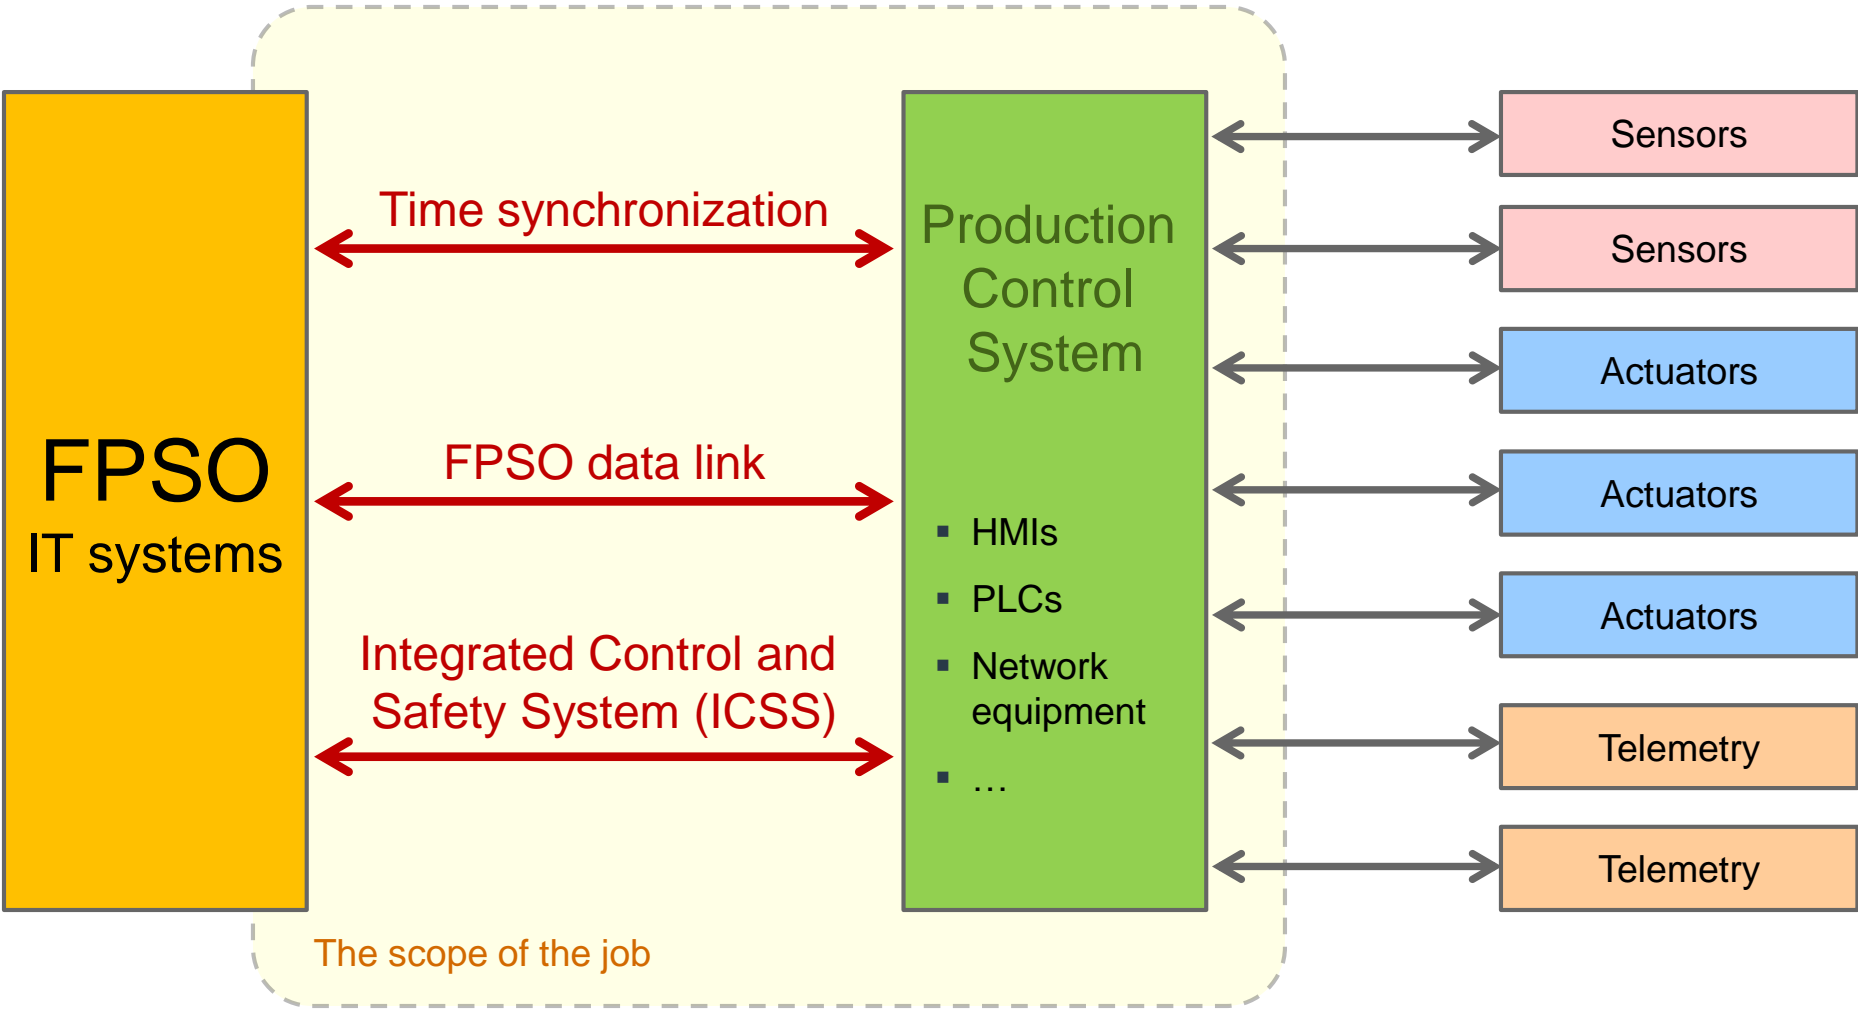 FPSO
IT systems
Time synchronization
FPSO data link
Integrated Control and
Safety System (ICSS)
Production
Control
System
▪ HMIs
▪ PLCs
▪ Network
equipment
▪ …
Sensors
Sensors
Actuators
Actuators
Actuators
Telemetry
Telemetry
The scope of the job